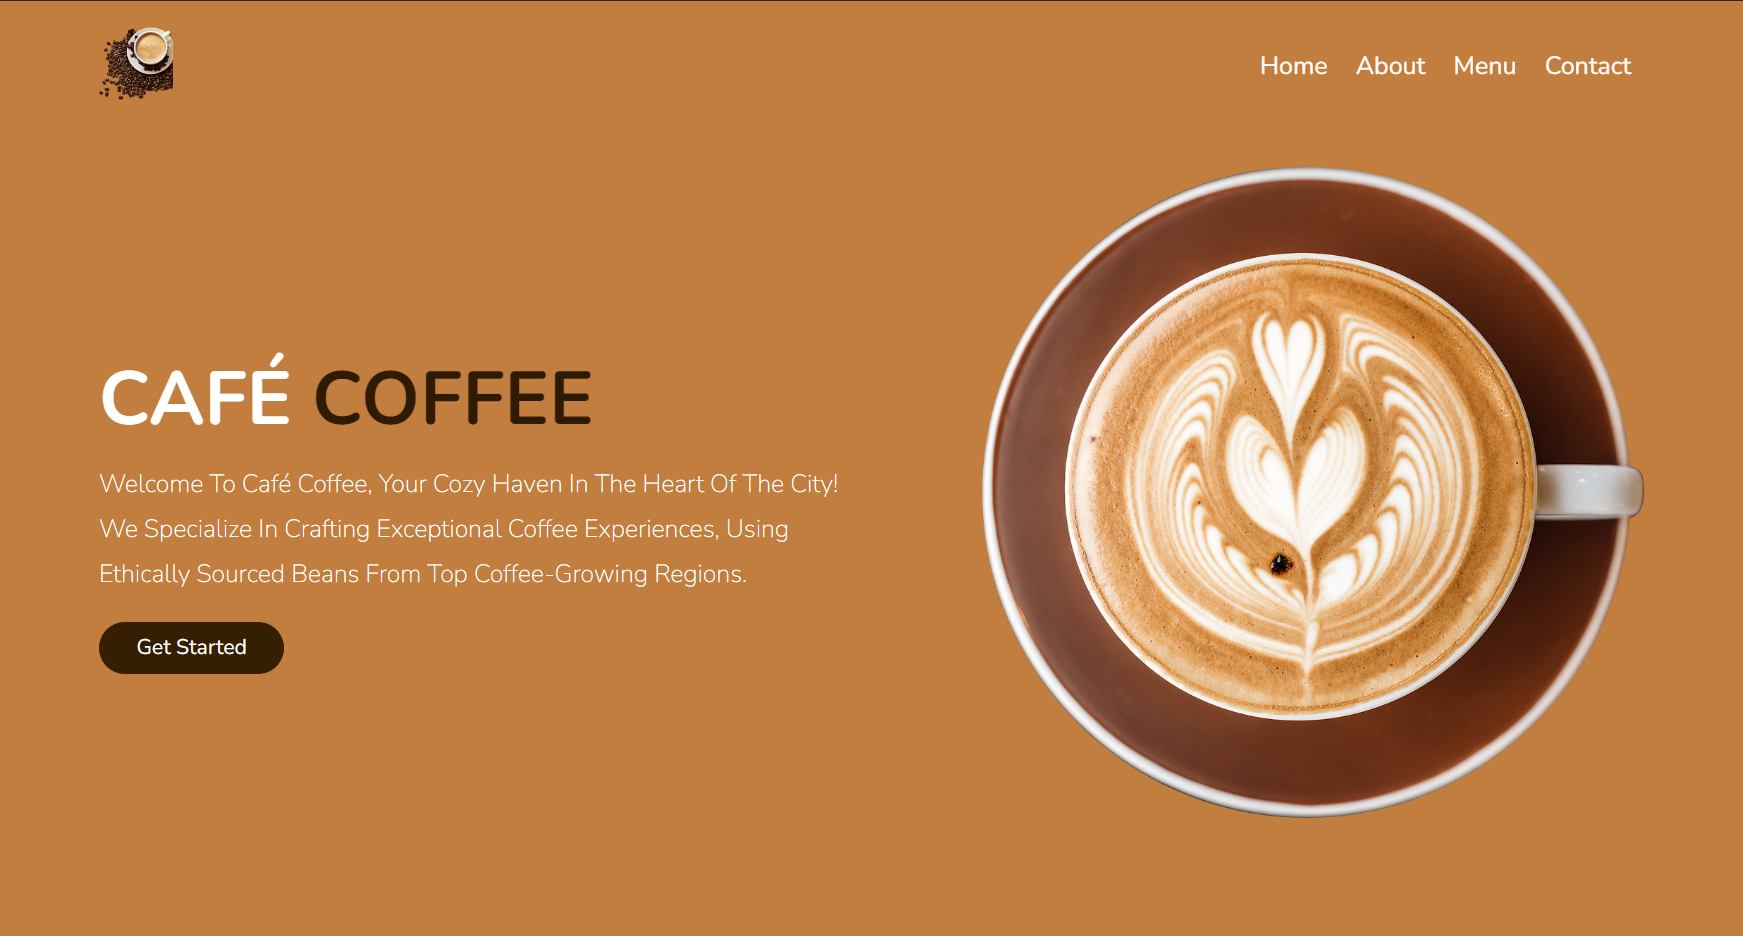 Home About Menu Contact
CAFÉ COFFEE
Welcome To Café Coffee, Your Cozy Haven In The Heart Of The City!
We Specialize In Crafting Exceptional Coffee Experiences, Using
Ethically Sourced Beans From Top Coffee-Growing Regions.
Get Started